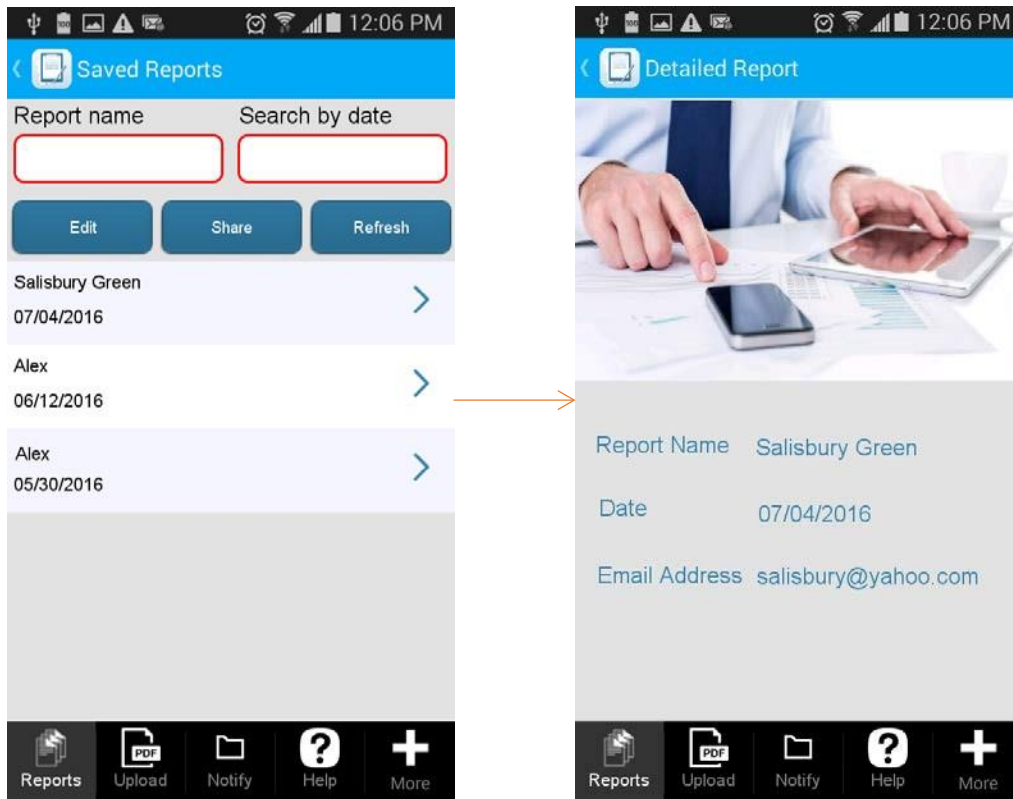 12:06 PM
Saved Reports
Report name Search by date
Edit Share Refresh
Salisbury Green
07/04/2016
Alex
06/12/2016
Alex
05/30/2016
PDF
Reports Upload Notify Help More
12:06 PM
Detailed Report
Report Name Salisbury Green
Date 07/04/2016
Email Address salisbury@yahoo.com
PDF
Reports Upload Notify Help More